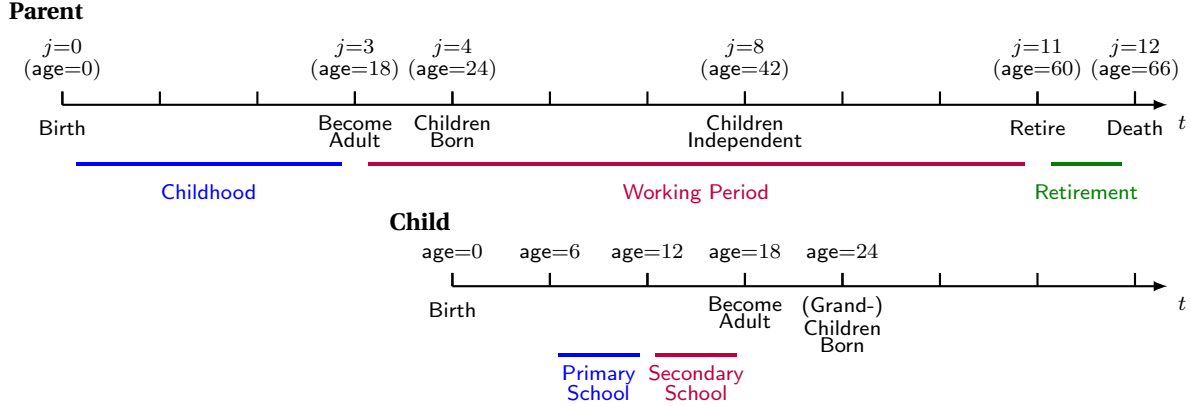 Parent
j=0 j=3 j=4 j=8 j=11 j=12
(age=0) (age=18) (age=24) (age=42) (age=60) (age=66)
Birth Become Adult Children Born Children Independent Retire Death t
Childhood Working Period Retirement
Child
age=0 age=6 age=12 age=18 age=24
Birth Become Adult (Grand-) Children Born t
Primary School Secondary School